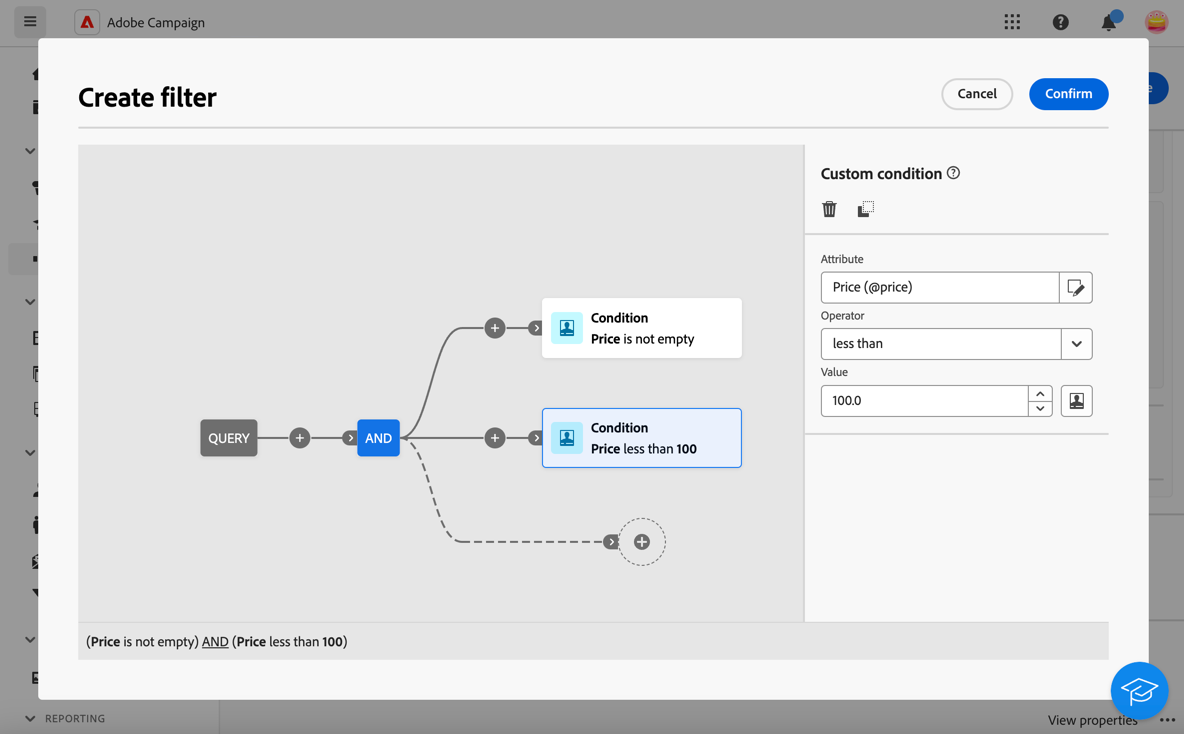 Adobe Campaign
Create filter
Cancel
Confirm
e
Custom condition
Attribute
Price (@price)
Operator
less than
Value
100.0
Condition
Price is not empty
QUERY
AND
Condition
Price less than 100
(Price is not empty) AND (Price less than 100)
REPORTING
View properties